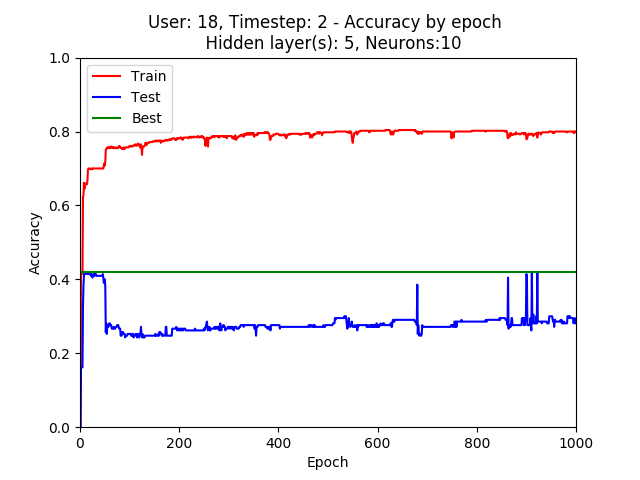 User: 18, Timestep: 2 - Accuracy by epoch
Hidden layer(s): 5, Neurons:10
1.0
Train
Test
Best
0.8
0.6
Accuracy
0.4
0.2
0.0
0 200 400 600 800 1000
Epoch